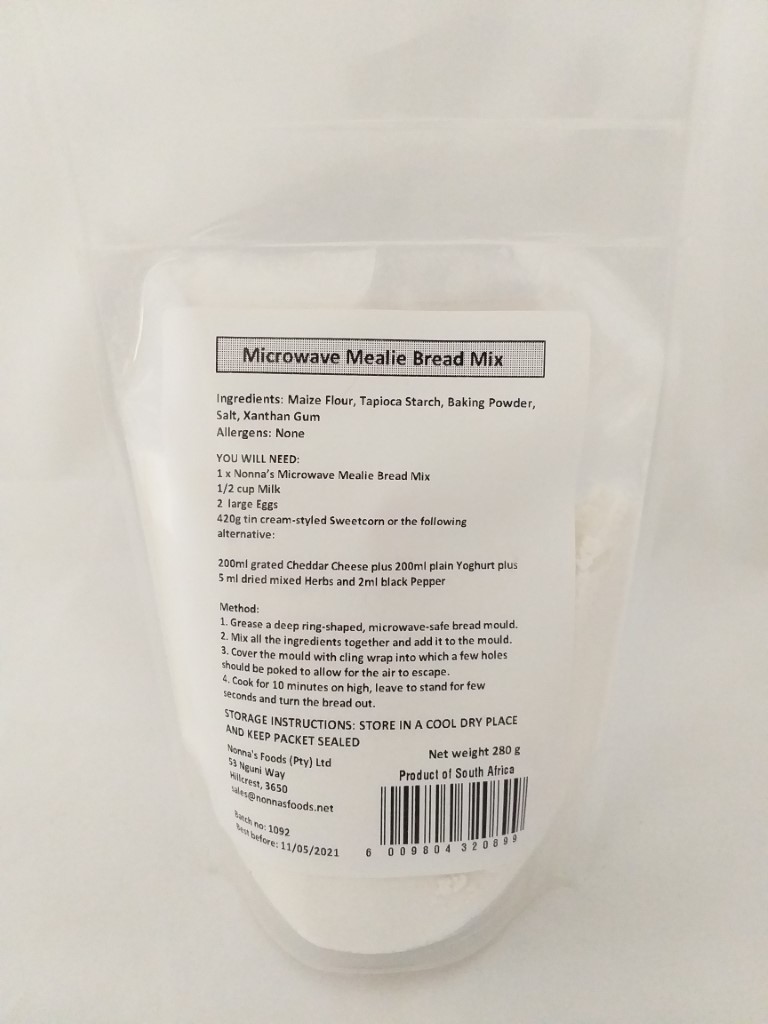 Microwave Mealie Bread Mix
Ingredients: Maize Flour, Tapioca Starch, Baking Powder,
Salt, Xanthan Gum
Allergens: None
YOU WILL NEED:
1 x Nonna's Microwave Mealie Bread Mix
1/2 cup Milk
2 large Eggs
420g tin cream-styled Sweetcorn or the following
alternative:
200ml grated Cheddar Cheese plus 200ml plain Yoghurt plus
5 ml dried mixed Herbs and 2ml black Pepper
Method:
1. Grease a deep ring-shaped, microwave-safe bread mould.
2. Mix all the ingredients together and add it to the mould.
3. Cover the mould with cling wrap into which a few holes
should be poked to allow for the air to escape.
4. Cook for 10 minutes on high, leave to stand for few
seconds and turn the bread out.
STORAGE INSTRUCTIONS: STORE IN A COOL DRY PLACE
AND KEEP PACKET SEALED
Nonna's Foods (Pty) Ltd
53 Nguni Way
Hillcrest, 3650
sales@nonnasfoods.net
Batch no: 1092
Best before: 11/05/2021
Net weight 280 g
Product of South Africa
6 009804 320899